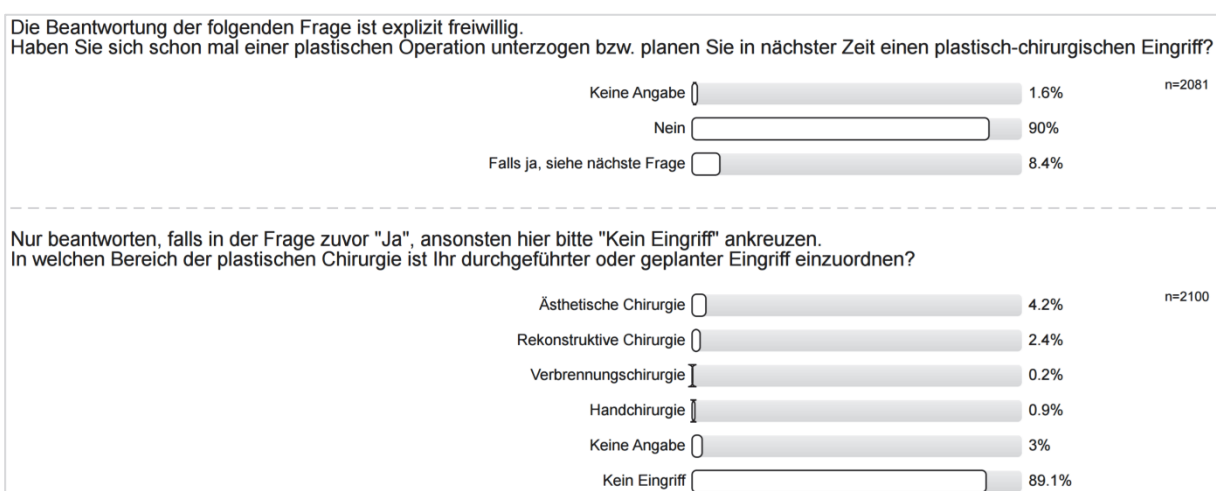 Die Beantwortung der folgenden Frage ist explizit freiwillig.
Haben Sie sich schon mal einer plastischen Operation unterzogen bzw. planen Sie in nächster Zeit einen plastisch-chirurgischen Eingriff?
Keine Angabe 1.6% n=2081
Nein 90%
Falls ja, siehe nächste Frage 8.4%
Nur beantworten, falls in der Frage zuvor "Ja", ansonsten hier bitte "Kein Eingriff" ankreuzen.
In welchen Bereich der plastischen Chirurgie ist Ihr durchgeführter oder geplanter Eingriff einzuordnen?
Ästhetische Chirurgie 4.2% n=2100
Rekonstruktive Chirurgie 2.4%
Verbrennungschirurgie 0.2%
Handchirurgie 0.9%
Keine Angabe 3%
Kein Eingriff 89.1%